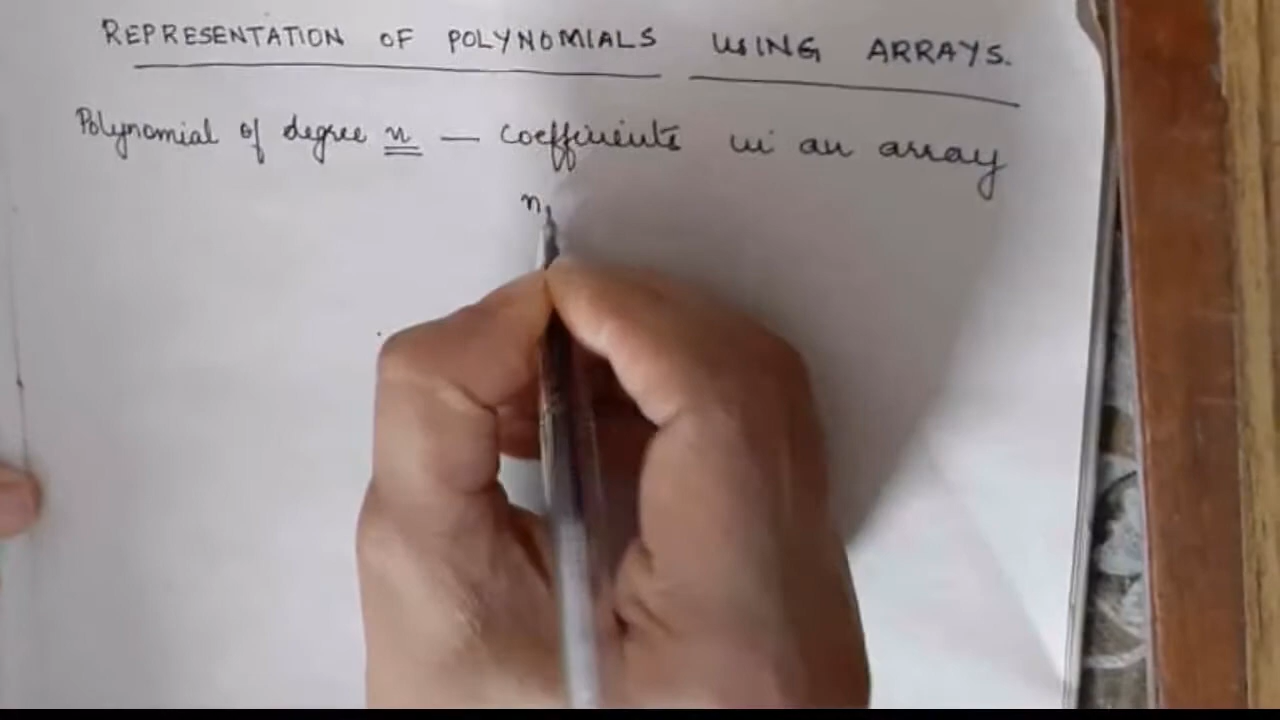 REPRESENTATION OF POLYNOMIALS USING ARRAYS.
Polynomial of degree n — coefficients in an array
n